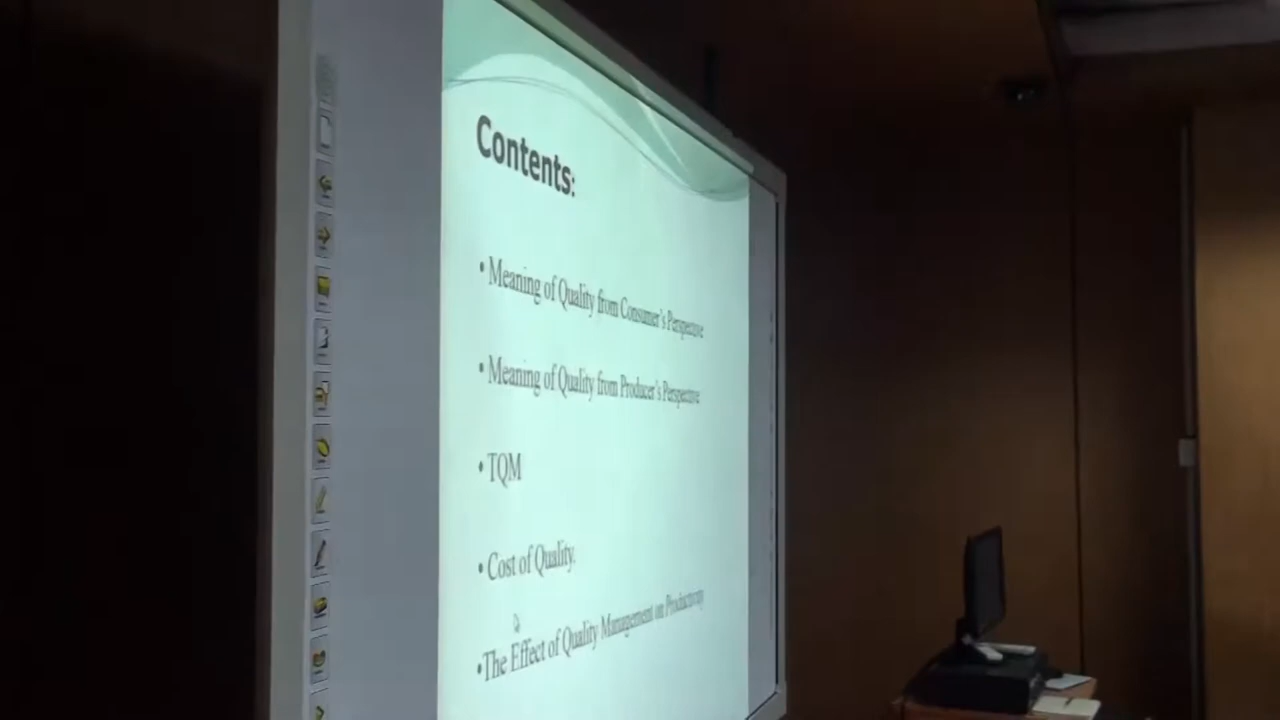 Contents:
• Meaning of Quality from Consumer's Perspective
• Meaning of Quality from Producer's Perspective
• TQM
• Cost of Quality.
•The Effect of Quality Management on Productivity